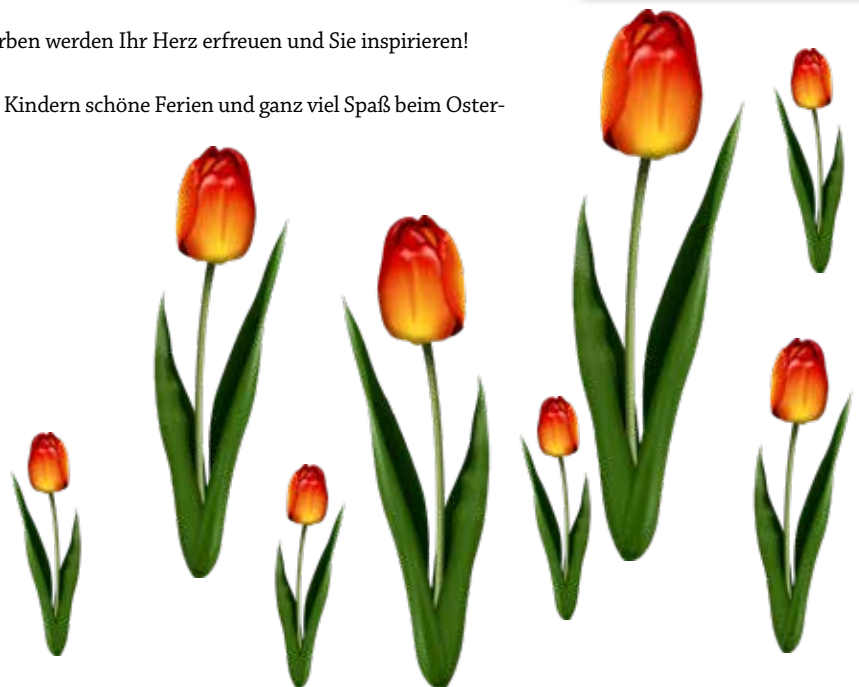 rben werden Ihr Herz erfreuen und Sie inspirieren!
Kindern schöne Ferien und ganz viel Spaß beim Oster-